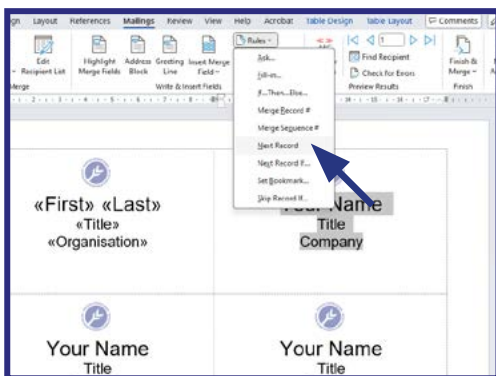 gn Layout References Mailings Review View Help Acrobat Table Design Table Layout Comments
Rules
Edit Recipient List
Highlight Merge Fields
Address Block
Greeting Line
Insert Merge Field
1
Find Recipient
Check for Errors
Finish & Merge
Merge
Write & Insert Fields
Preview Results
Finish
Ask...
Fill-in...
If...Then...Else...
Merge Record #
Merge Sequence #
Next Record
Next Record If...
Set Bookmark...
Skip Record If...
«First» «Last»
«Title»
«Organisation»
Your Name
Title
Company
Your Name
Title
Your Name
Title